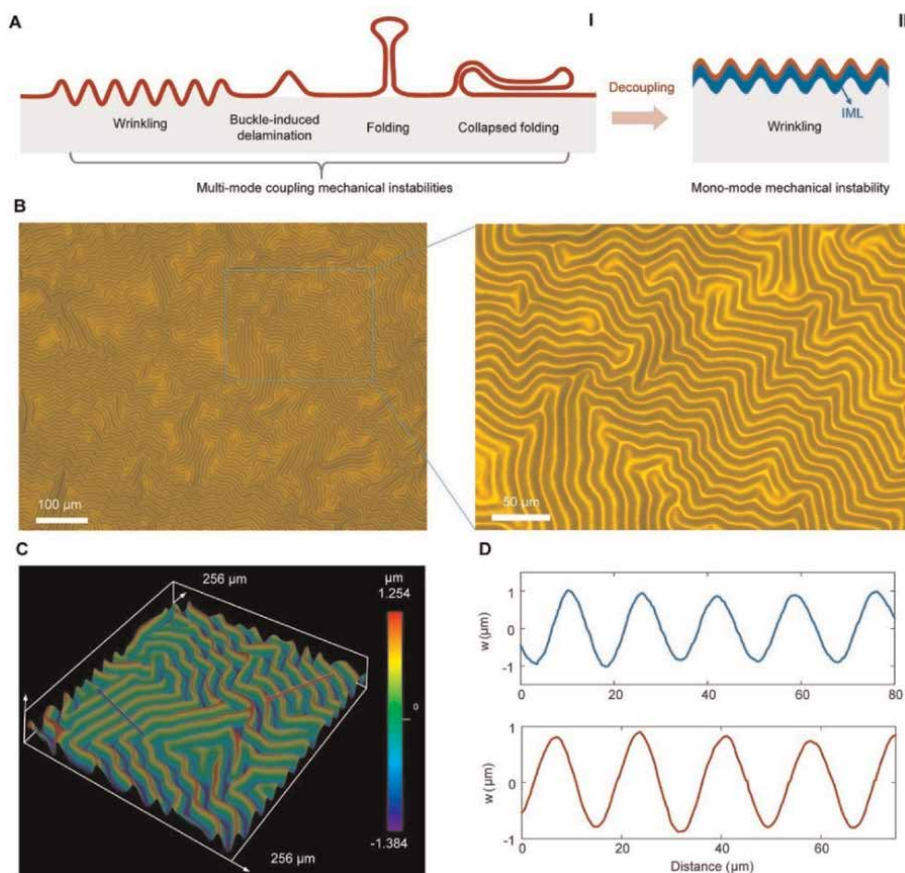 A
I
II
Wrinkling
Buckle-induced
delamination
Folding
Collapsed folding
Multi-mode coupling mechanical instabilities
Decoupling
IML
Wrinkling
Mono-mode mechanical instability
B
100 µm
50 µm
C
256 µm
µm
1.254
0
-1.384
256 µm
D
w (µm)
1
0
-1
0 20 40 60 80
w (µm)
1
0
-1
0 20 40 60
Distance (µm)